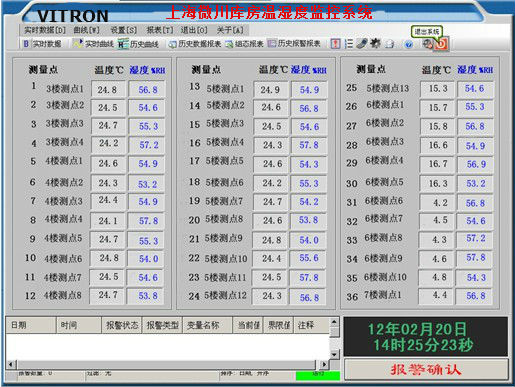 VITRON 上海微川库房温湿度监控系统
实时数据[D] 曲线[W] 设置[S] 报表[T] 退出[O] 关于[A] 退出系统
实时数据 实时曲线 历史曲线 历史数据报表 组态报表 历史报警报表
测量点 温度℃ 湿度%RH 测量点 温度℃ 湿度%RH 测量点 温度℃ 湿度%RH
1 3楼测点1 24.8 56.8 13 5楼测点1 24.9 54.9 25 5楼测点13 15.3 54.6
2 3楼测点2 24.5 54.6 14 5楼测点2 24.6 56.8 26 6楼测点1 15.7 55.3
3 3楼测点3 24.7 55.3 15 5楼测点3 24.5 54.6 27 6楼测点2 15.8 56.8
4 3楼测点4 24.2 57.2 16 5楼测点4 24.3 57.8 28 6楼测点3 16.6 54.9
5 4楼测点1 24.6 54.9 17 5楼测点5 24.6 54.3 29 6楼测点4 16.7 56.9
6 4楼测点2 24.3 53.2 18 5楼测点6 24.2 55.3 30 6楼测点5 16.3 53.2
7 4楼测点3 24.4 54.9 19 5楼测点7 24.7 54.2 31 6楼测点6 4.2 56.8
8 4楼测点4 24.1 57.8 20 5楼测点8 24.6 53.8 32 6楼测点7 4.5 54.6
9 4楼测点5 24.7 55.3 21 5楼测点9 24.8 54.0 33 6楼测点8 4.3 57.2
10 4楼测点6 24.8 54.0 22 5楼测点10 24.4 55.6 34 6楼测点9 4.6 57.8
11 4楼测点7 24.5 54.6 23 5楼测点11 24.5 57.8 35 6楼测点10 4.8 54.3
12 4楼测点8 24.7 53.8 24 5楼测点12 24.3 56.8 36 7楼测点1 4.4 56.8
日期 时间 报警状态 报警类型 变量名称 当前值 界限值 注释
12年02月20日
14时25分23秒
报警确认
报警数量: 0 过滤: 无 排序: 日期, 升序 运行